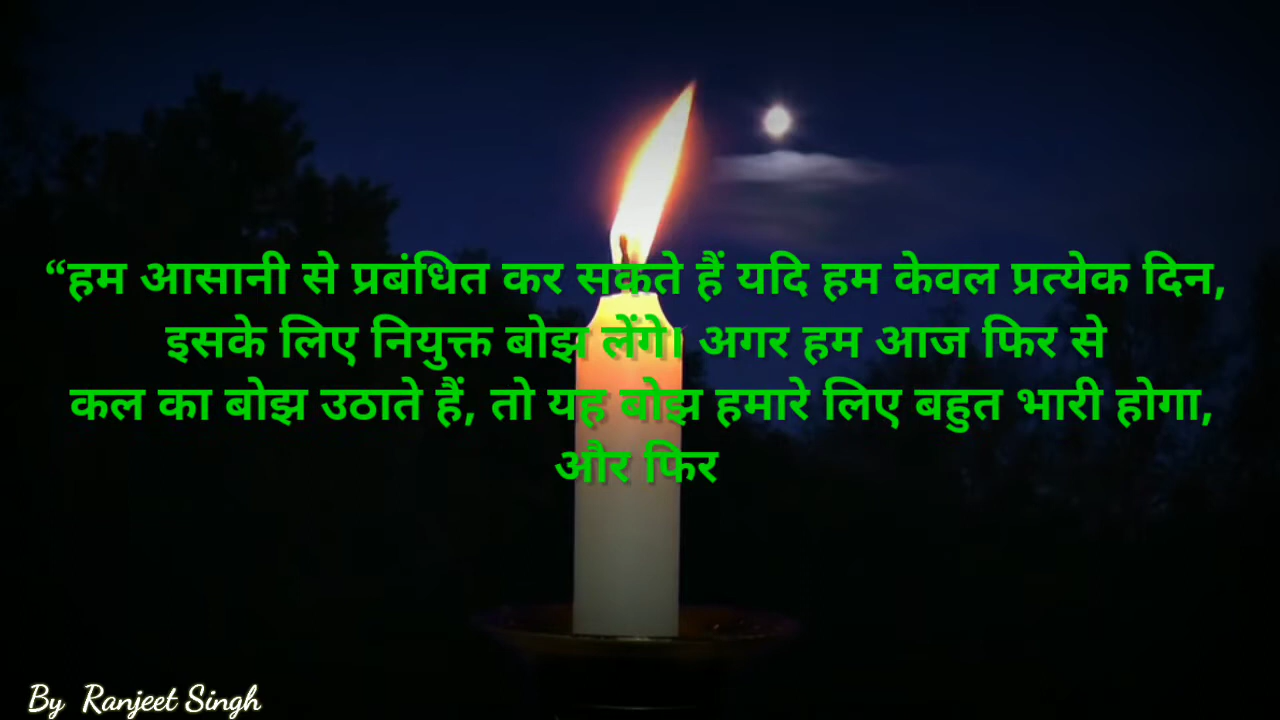 “हम आसानी से प्रबंधित कर सकते हैं यदि हम केवल प्रत्येक दिन,
इसके लिए नियुक्त बोझ लेंगे। अगर हम आज फिर से
कल का बोझ उठाते हैं, तो यह बोझ हमारे लिए बहुत भारी होगा,
और फिर
By Ranjeet Singh